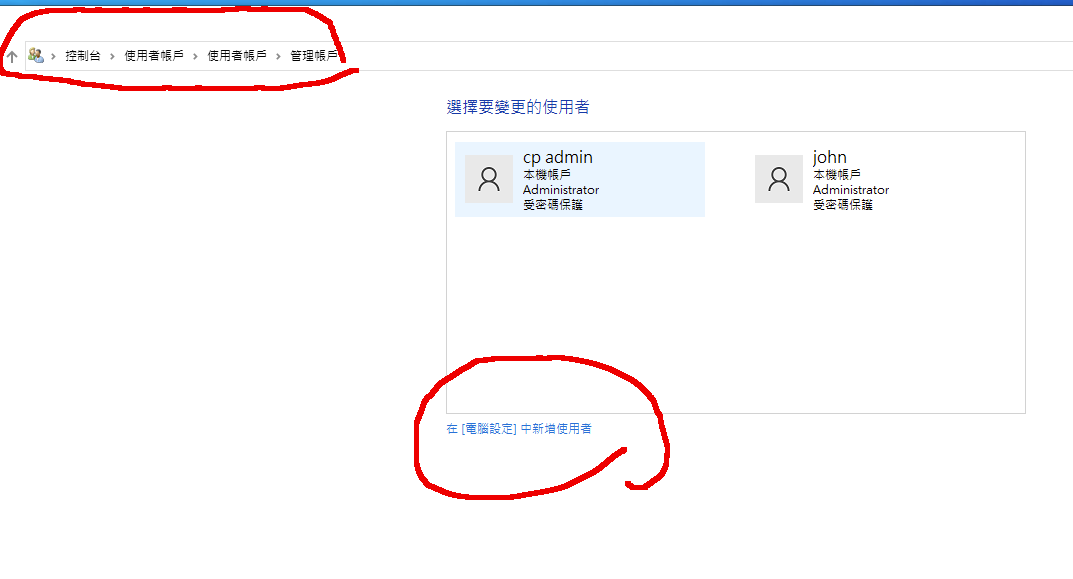 控制台 › 使用者帳戶 › 使用者帳戶 › 管理帳戶
選擇要變更的使用者
cp admin
本機帳戶
Administrator
受密碼保護
john
本機帳戶
Administrator
受密碼保護
在 [電腦設定] 中新增使用者